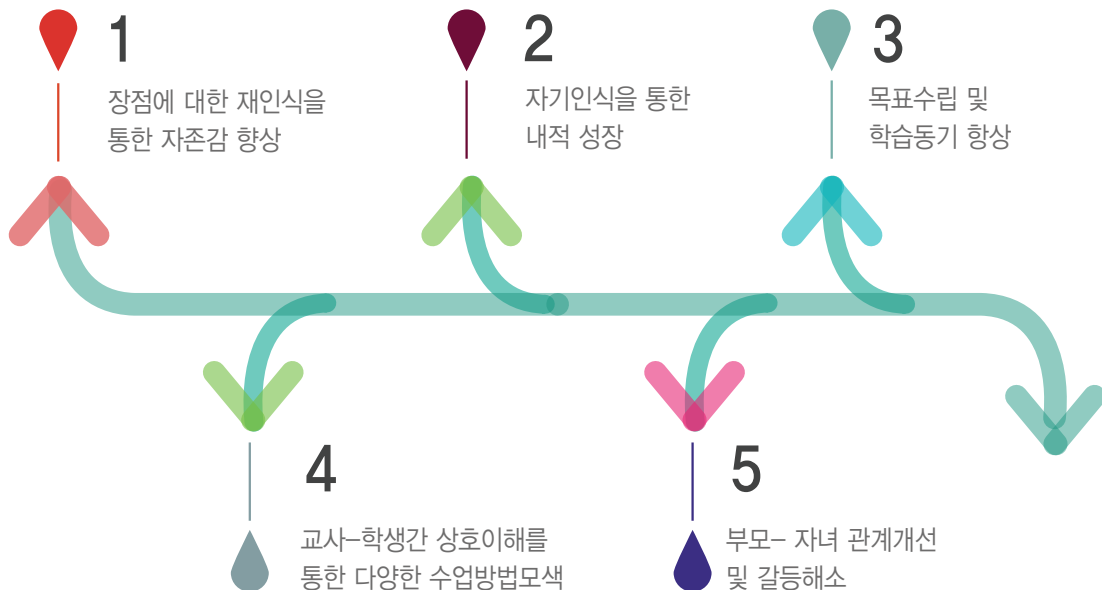 1
장점에 대한 재인식을
통한 자존감 향상
2
자기인식을 통한
내적 성장
3
목표수립 및
학습동기 항상
4
교사-학생간 상호이해를
통한 다양한 수업방법모색
5
부모- 자녀 관계개선
및 갈등해소